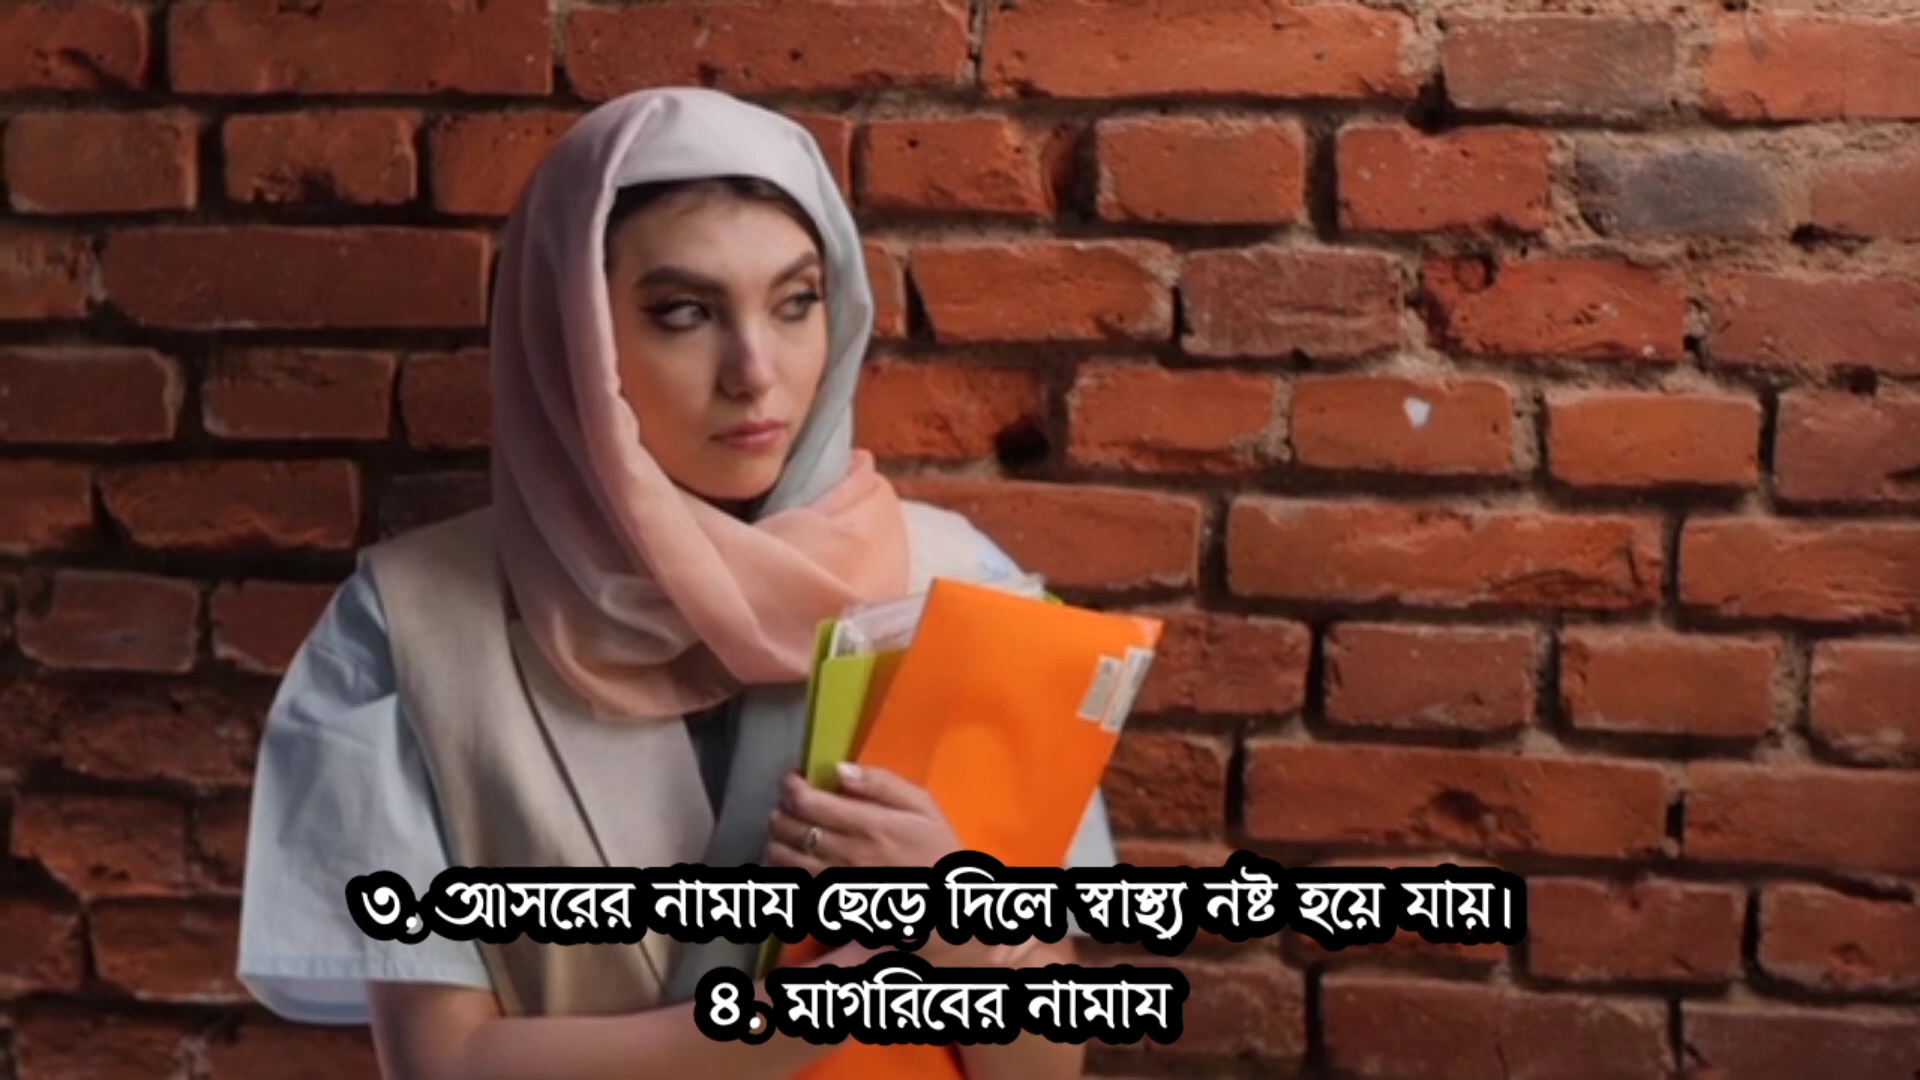 ৩. আসরের নামায ছেড়ে দিলে স্বাস্থ্য নষ্ট হয়ে যায়।
৪. মাগরিবের নামায